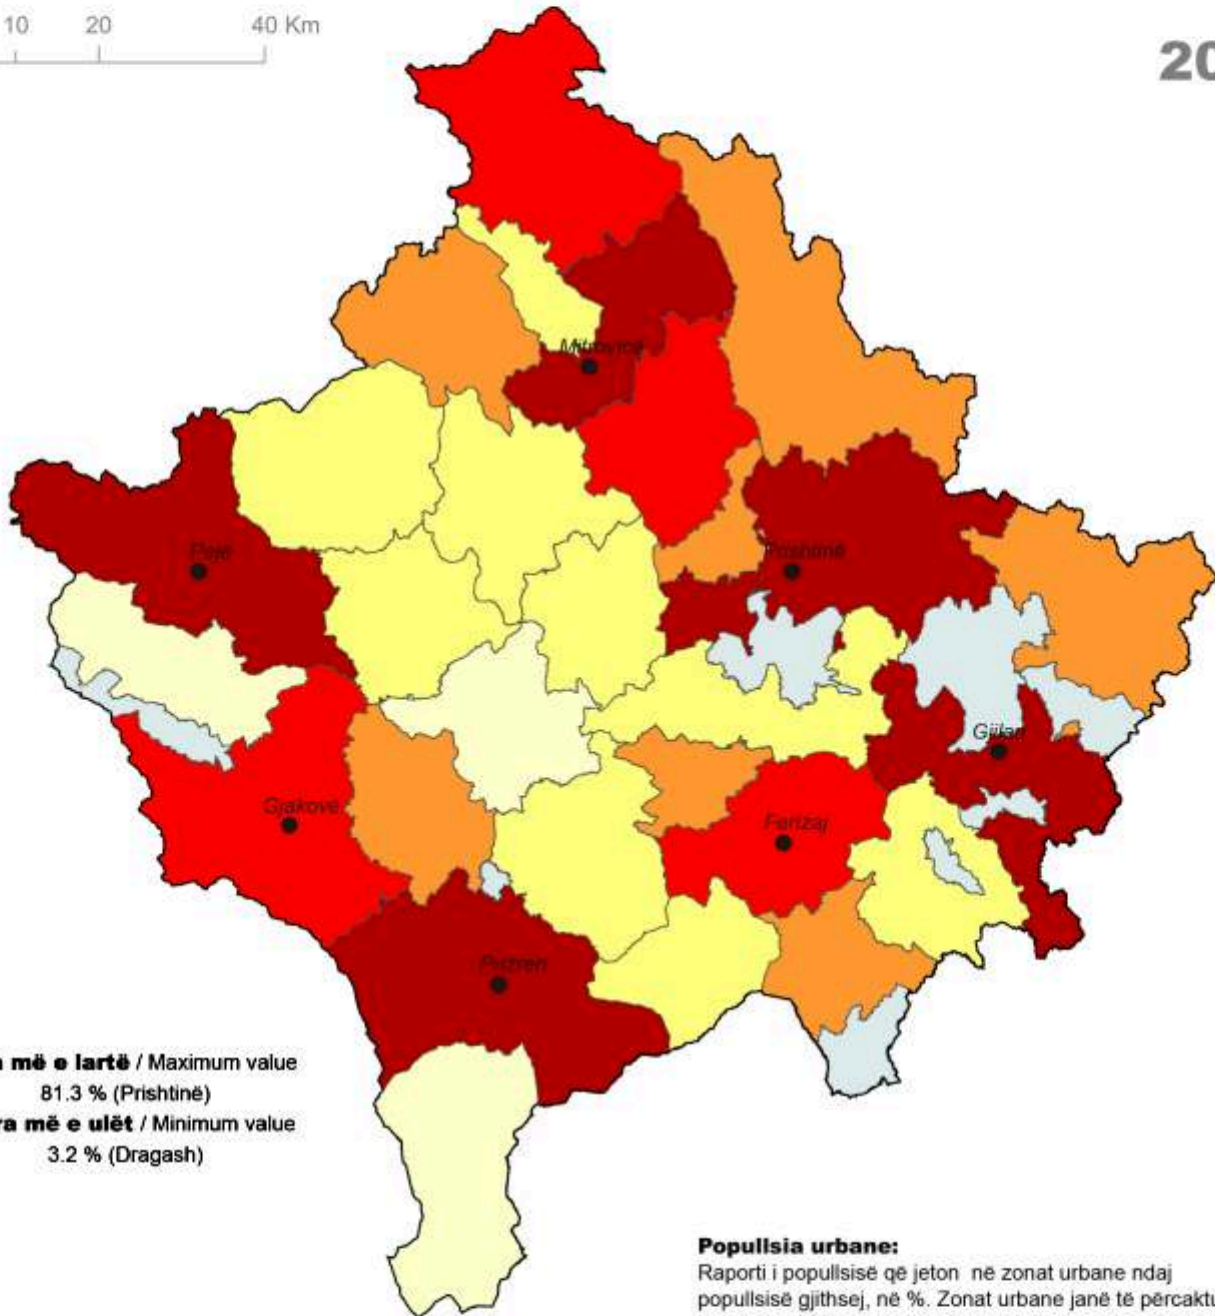 10 20 40 Km
20
Mitrovicë
Pejë
Prishtinë
Gjilan
Gjakovë
Ferizaj
Prizren
më e lartë / Maximum value
81.3 % (Prishtinë)
më e ulët / Minimum value
3.2 % (Dragash)
Popullsia urbane:
Raporti i popullsisë që jeton në zonat urbane ndaj
popullsisë gjithsej, në %. Zonat urbane janë të përcaktu